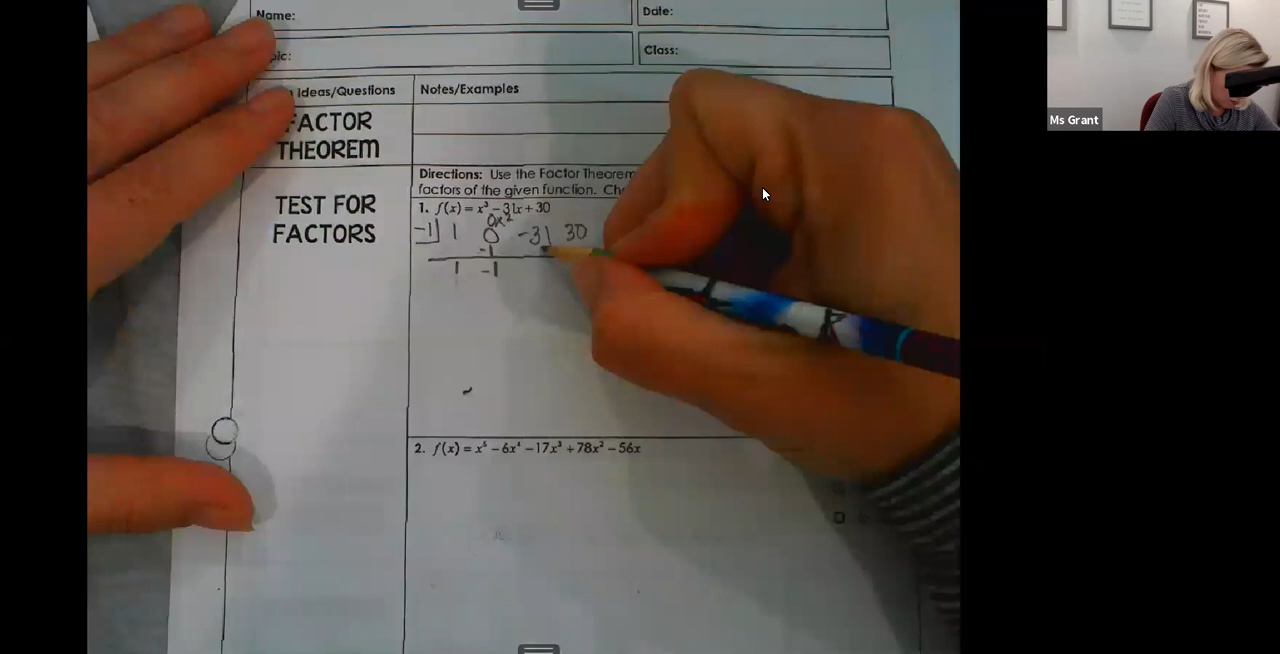 Name:
Date:
pic:
Class:
Ideas/Questions
Notes/Examples
FACTOR
THEOREM
Directions: Use the Factor Theorem
factors of the given function. Ch
TEST FOR
FACTORS
1. f(x) = x³ − 31x + 30
0x²
-1 1 0 -31 30
-1
1 -1
2. f(x) = x⁵ − 6x⁴ − 17x³ + 78x² − 56x
Ms Grant